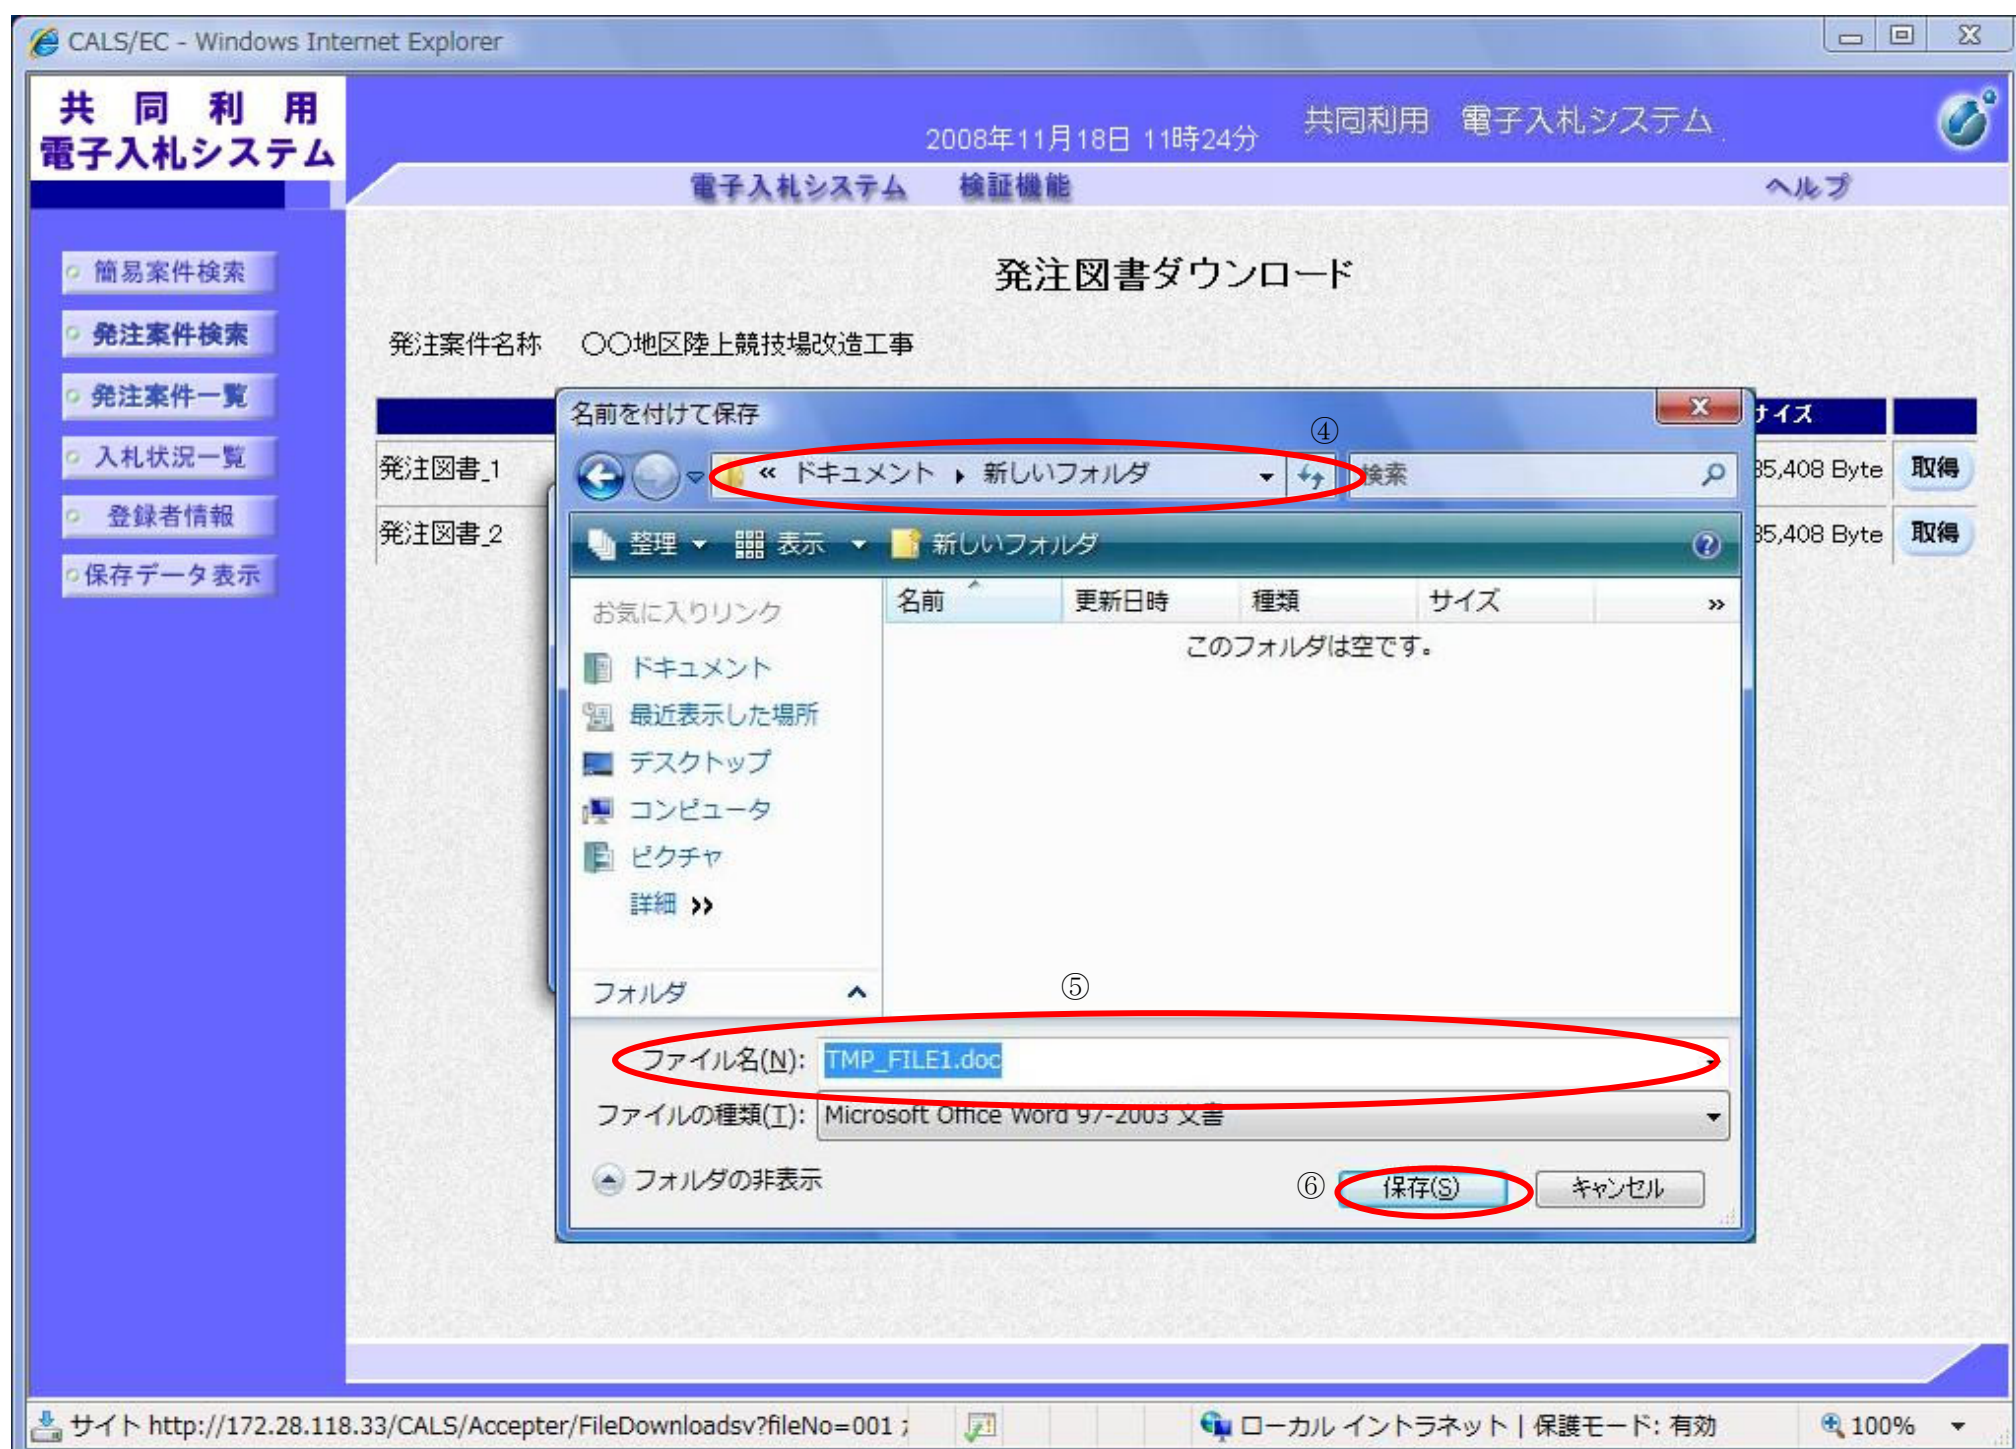 CALS/EC - Windows Internet Explorer
共同利用
電子入札システム
2008年11月18日 11時24分
共同利用 電子入札システム
電子入札システム 検証機能 ヘルプ
簡易案件検索
発注案件検索
発注案件一覧
入札状況一覧
登録者情報
保存データ表示
発注図書ダウンロード
発注案件名称 〇〇地区陸上競技場改造工事
イズ
発注図書_1
35,408 Byte 取得
発注図書_2
35,408 Byte 取得
名前を付けて保存
④
« ドキュメント ▸ 新しいフォルダ
検索
整理 表示 新しいフォルダ
お気に入りリンク
ドキュメント
最近表示した場所
デスクトップ
コンピュータ
ピクチャ
詳細 »
フォルダ
名前 更新日時 種類 サイズ »
このフォルダは空です。
⑤
ファイル名(N): TMP_FILE1.doc
ファイルの種類(T): Microsoft Office Word 97-2003 文書
フォルダの非表示
⑥
保存(S) キャンセル
サイト http://172.28.118.33/CALS/Accepter/FileDownloadsv?fileNo=001
ローカル イントラネット | 保護モード: 有効
100%